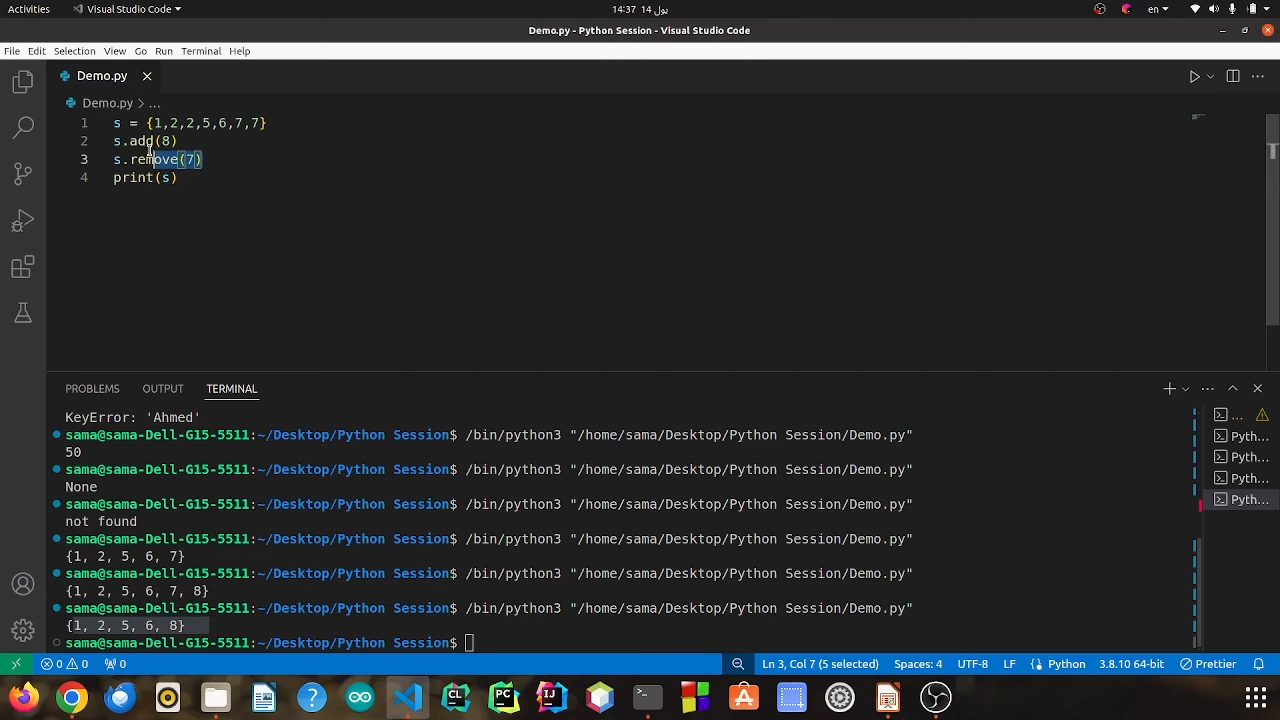 Activities
Visual Studio Code
14:37 يول 14
en
Demo.py - Python Session - Visual Studio Code
File Edit Selection View Go Run Terminal Help
Demo.py
Demo.py > ...
1 s = {1,2,2,5,6,7,7}
2 s.add(8)
3 s.remove(7)
4 print(s)
PROBLEMS OUTPUT TERMINAL
KeyError: 'Ahmed'
sama@sama-Dell-G15-5511:~/Desktop/Python Session$ /bin/python3 "/home/sama/Desktop/Python Session/Demo.py"
50
sama@sama-Dell-G15-5511:~/Desktop/Python Session$ /bin/python3 "/home/sama/Desktop/Python Session/Demo.py"
None
sama@sama-Dell-G15-5511:~/Desktop/Python Session$ /bin/python3 "/home/sama/Desktop/Python Session/Demo.py"
not found
sama@sama-Dell-G15-5511:~/Desktop/Python Session$ /bin/python3 "/home/sama/Desktop/Python Session/Demo.py"
{1, 2, 5, 6, 7}
sama@sama-Dell-G15-5511:~/Desktop/Python Session$ /bin/python3 "/home/sama/Desktop/Python Session/Demo.py"
{1, 2, 5, 6, 7, 8}
sama@sama-Dell-G15-5511:~/Desktop/Python Session$ /bin/python3 "/home/sama/Desktop/Python Session/Demo.py"
{1, 2, 5, 6, 8}
sama@sama-Dell-G15-5511:~/Desktop/Python Session$
...
Pyth...
Pyth...
Pyth...
Pyth...
0 0 0 Ln 3, Col 7 (5 selected) Spaces: 4 UTF-8 LF Python 3.8.10 64-bit Prettier
CL PC IJ